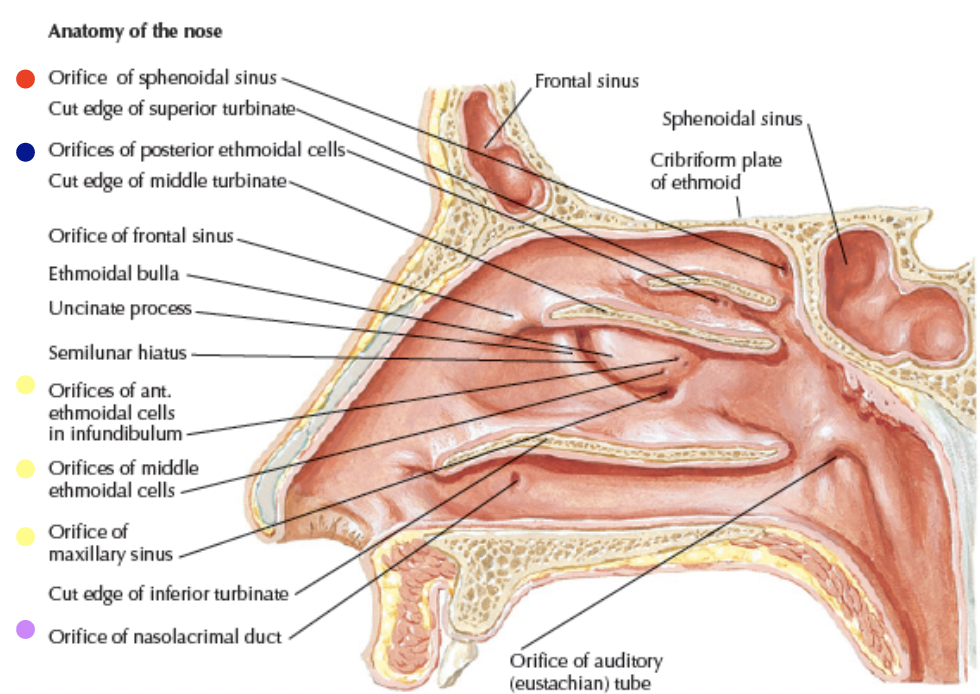 Anatomy of the nose
Orifice of sphenoidal sinus
Cut edge of superior turbinate
Orifices of posterior ethmoidal cells
Cut edge of middle turbinate
Orifice of frontal sinus
Ethmoidal bulla
Uncinate process
Semilunar hiatus
Orifices of ant.
ethmoidal cells
in infundibulum
Orifices of middle
ethmoidal cells
Orifice of
maxillary sinus
Cut edge of inferior turbinate
Orifice of nasolacrimal duct
Frontal sinus
Sphenoidal sinus
Cribriform plate
of ethmoid
Orifice of auditory
(eustachian) tube